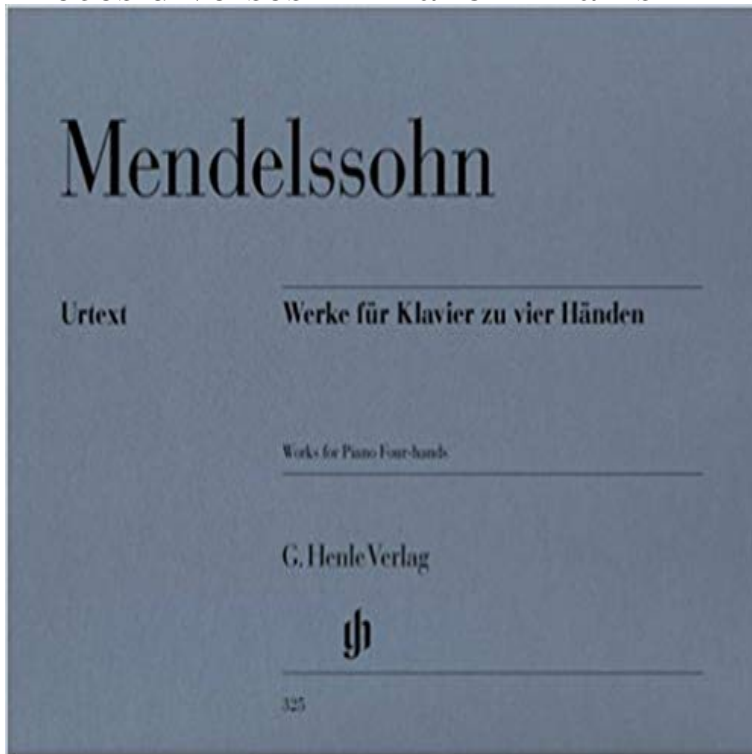 Mendelssohn
Urtext
Werke für Klavier zu vier Händen
Works for Piano Four-hands
G. Henle Verlag
325